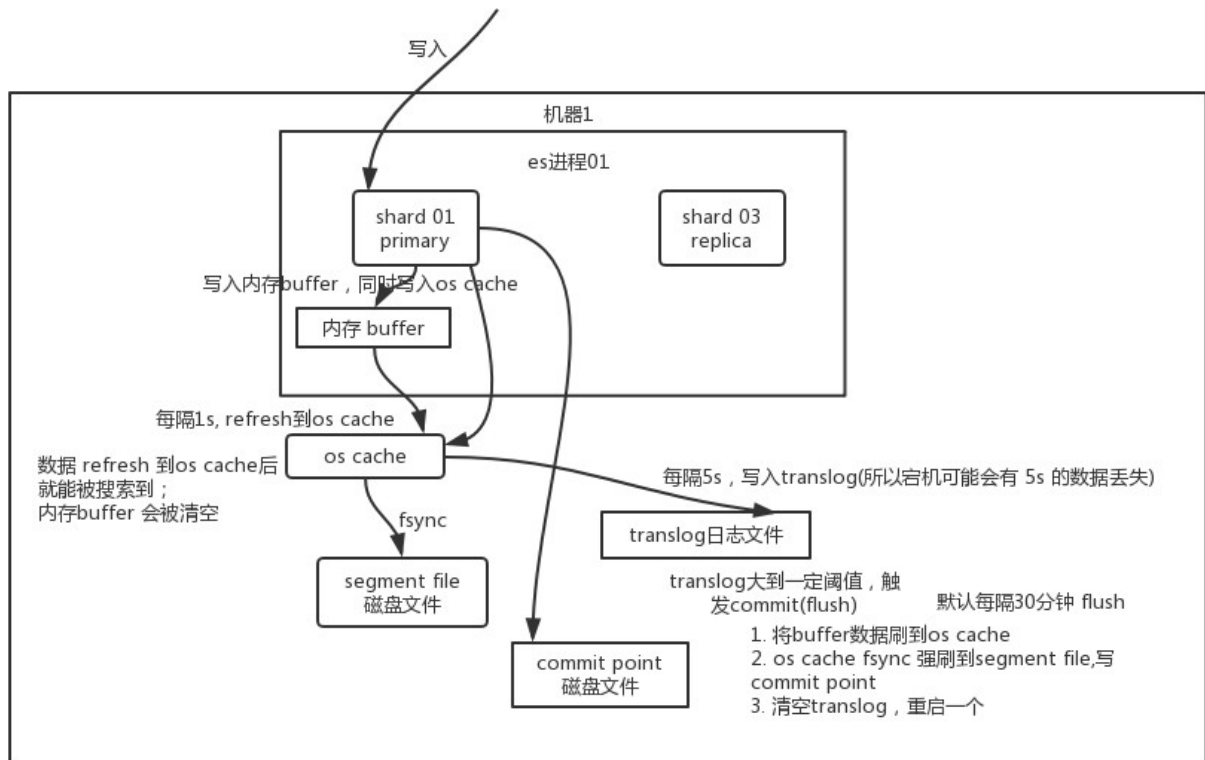 写入
机器1
es进程01
shard 01
primary
shard 03
replica
写入内存buffer，同时写入os cache
内存 buffer
每隔1s, refresh到os cache
os cache
数据 refresh 到os cache后
就能被搜索到；
内存buffer 会被清空
每隔5s，写入translog(所以宕机可能会有 5s 的数据丢失)
fsync
translog日志文件
segment file
磁盘文件
translog大到一定阈值，触
发commit(flush)
默认每隔30分钟 flush
1. 将buffer数据刷到os cache
2. os cache fsync 强刷到segment file,写
commit point
3. 清空translog，重启一个
commit point
磁盘文件